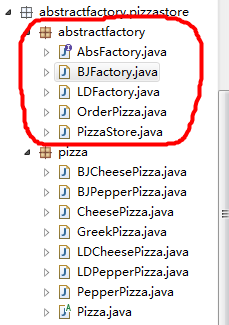 abstractfactory.pizzastore
abstractfactory
AbsFactory.java
BJFactory.java
LDFactory.java
OrderPizza.java
PizzaStore.java
pizza
BJCheesePizza.java
BJPepperPizza.java
CheesePizza.java
GreekPizza.java
LDCheesePizza.java
LDPepperPizza.java
PepperPizza.java
Pizza.java